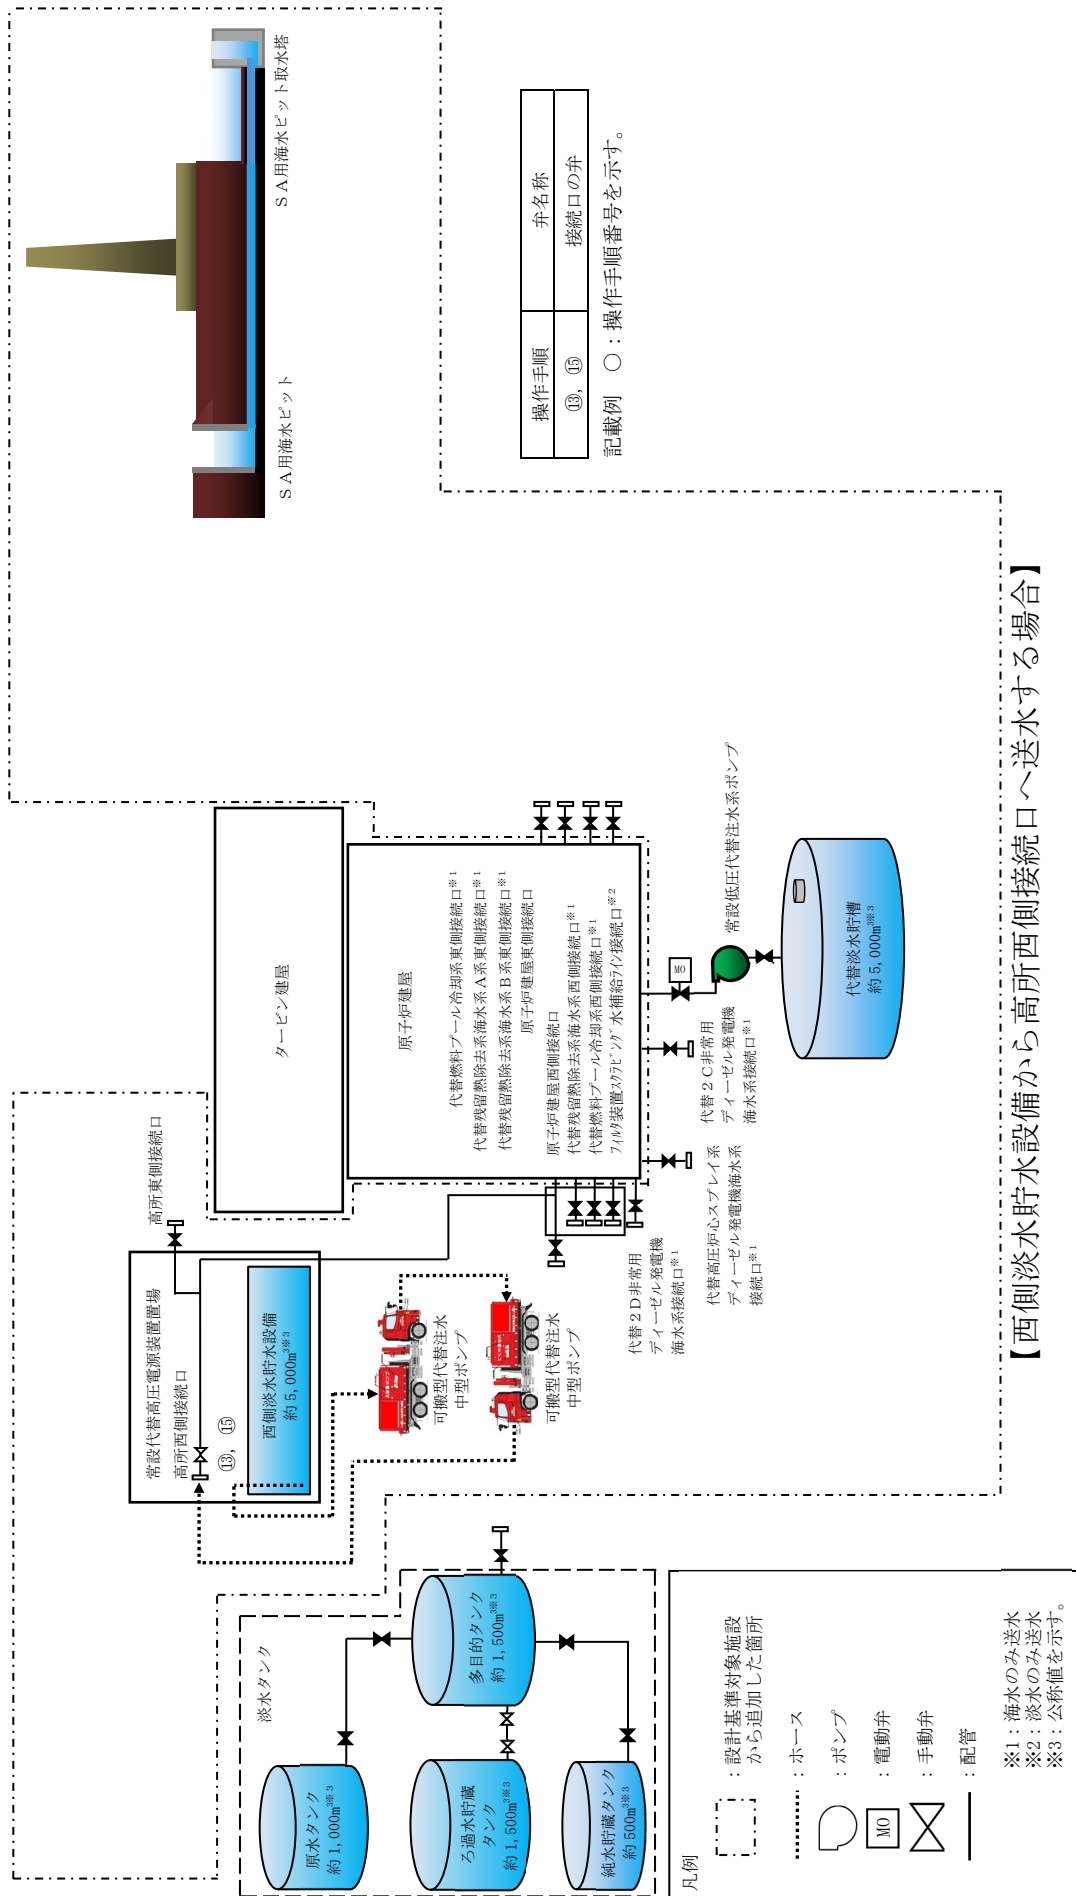 ＳＡ用海水ピット取水塔
ＳＡ用海水ピット
操作手順
弁名称
⑬，⑮
接続口の弁
記載例　○：操作手順番号を示す。
タービン建屋
原子炉建屋
代替燃料プール冷却系東側接続口※1
代替残留熱除去系海水系Ａ系東側接続口※1
代替残留熱除去系海水系Ｂ系東側接続口※1
原子炉建屋東側接続口
原子炉建屋西側接続口
代替残留熱除去系海水系西側接続口※1
代替燃料プール冷却系西側接続口※1
フィルタ装置スクラビング水補給ライン接続口※2
高所東側接続口
常設代替高圧電源装置置場
高所西側接続口
⑬，⑮
西側淡水貯水設備
約5,000m3※3
可搬型代替注水
中型ポンプ
可搬型代替注水
中型ポンプ
代替２Ｄ非常用
ディーゼル発電機
海水系接続口※1
代替高圧炉心スプレイ系
ディーゼル発電機海水系
接続口※1
代替２Ｃ非常用
ディーゼル発電機
海水系接続口※1
MO
常設低圧代替注水系ポンプ
代替淡水貯槽
約5,000m3※3
淡水タンク
原水タンク
約1,000m3※3
多目的タンク
約1,500m3※3
ろ過水貯蔵
タンク
約1,500m3※3
純水貯蔵タンク
約500m3※3
凡例
：設計基準対象施設
から追加した箇所
：ホース
：ポンプ
MO
：電動弁
：手動弁
：配管
※1：海水のみ送水
※2：淡水のみ送水
※3：公称値を示す。
【西側淡水貯水設備から高所西側接続口へ送水する場合】